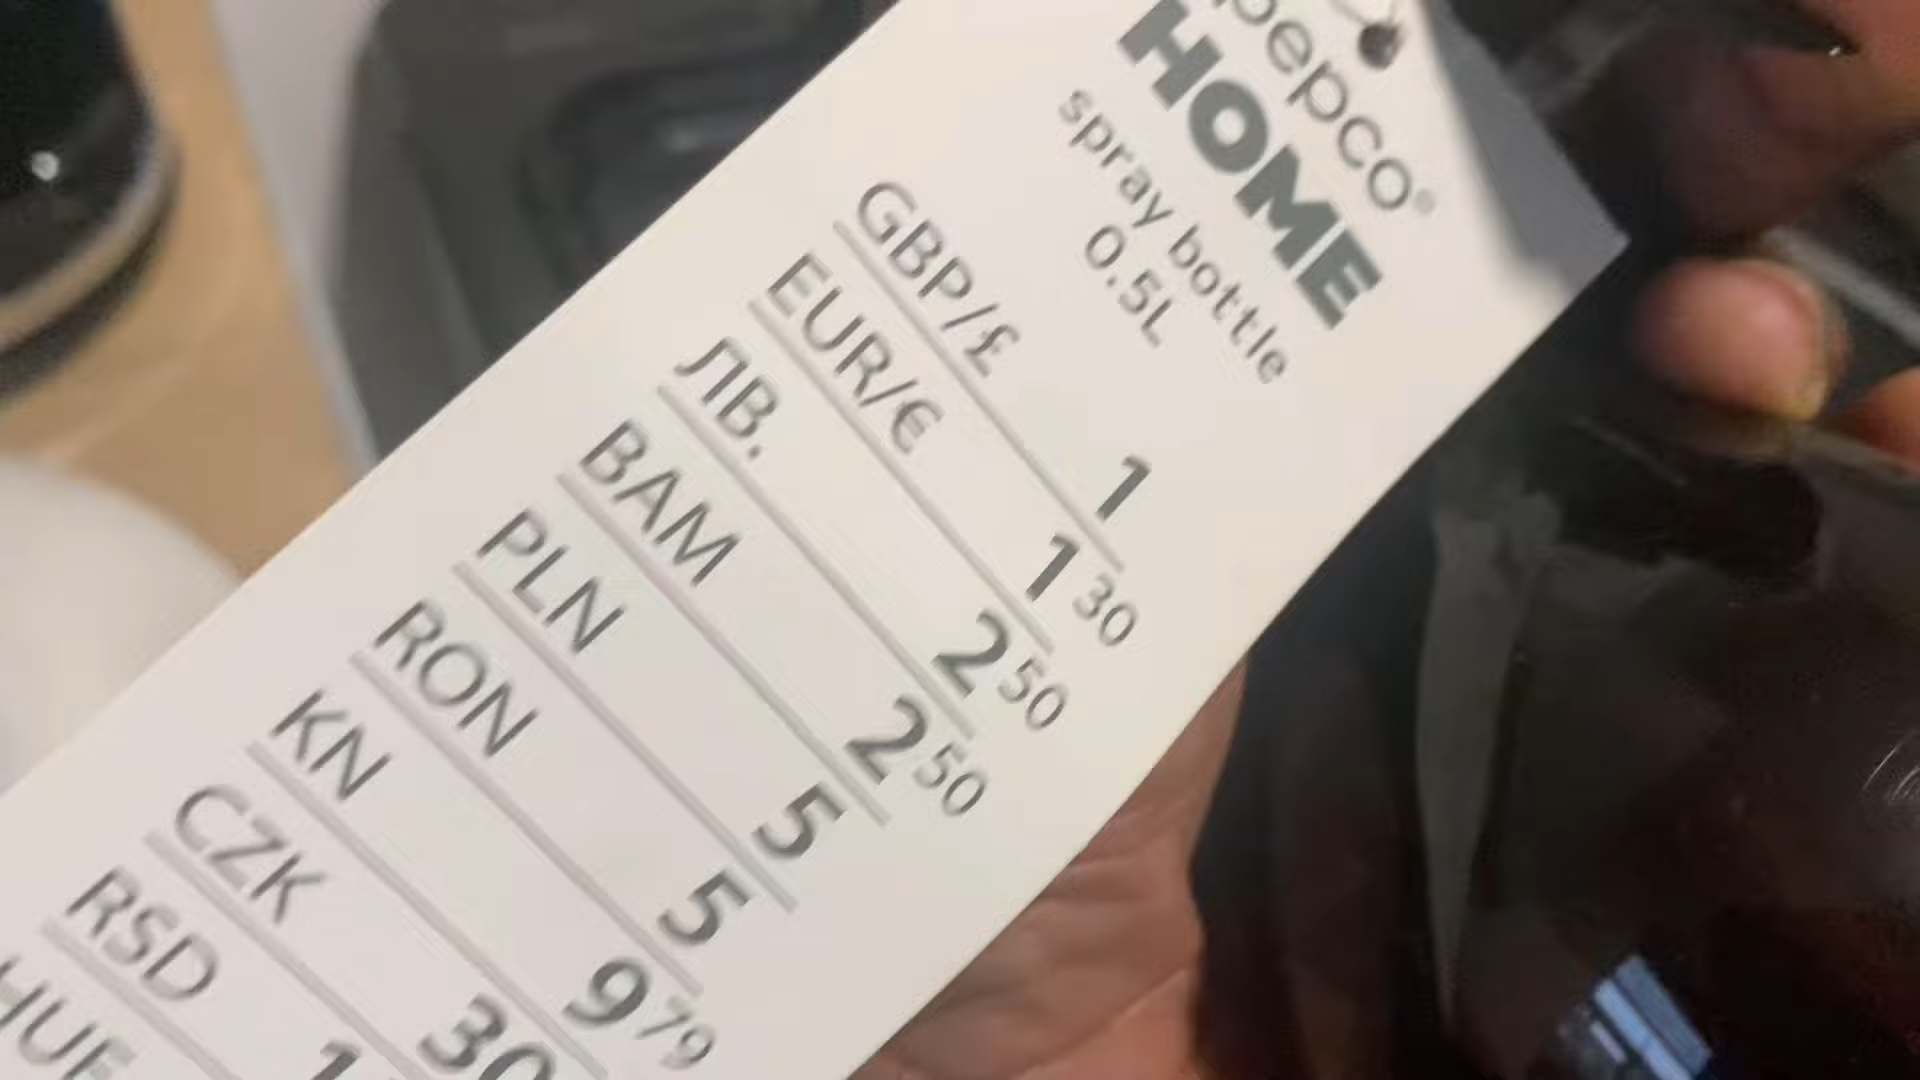 pepco®
HOME
spray bottle
0.5L
GBP/£ 1
EUR/€ 1 30
ЛВ. 2 50
BAM 2 50
PLN 5
RON 5
KN 9 79
CZK 30
RSD
HUF